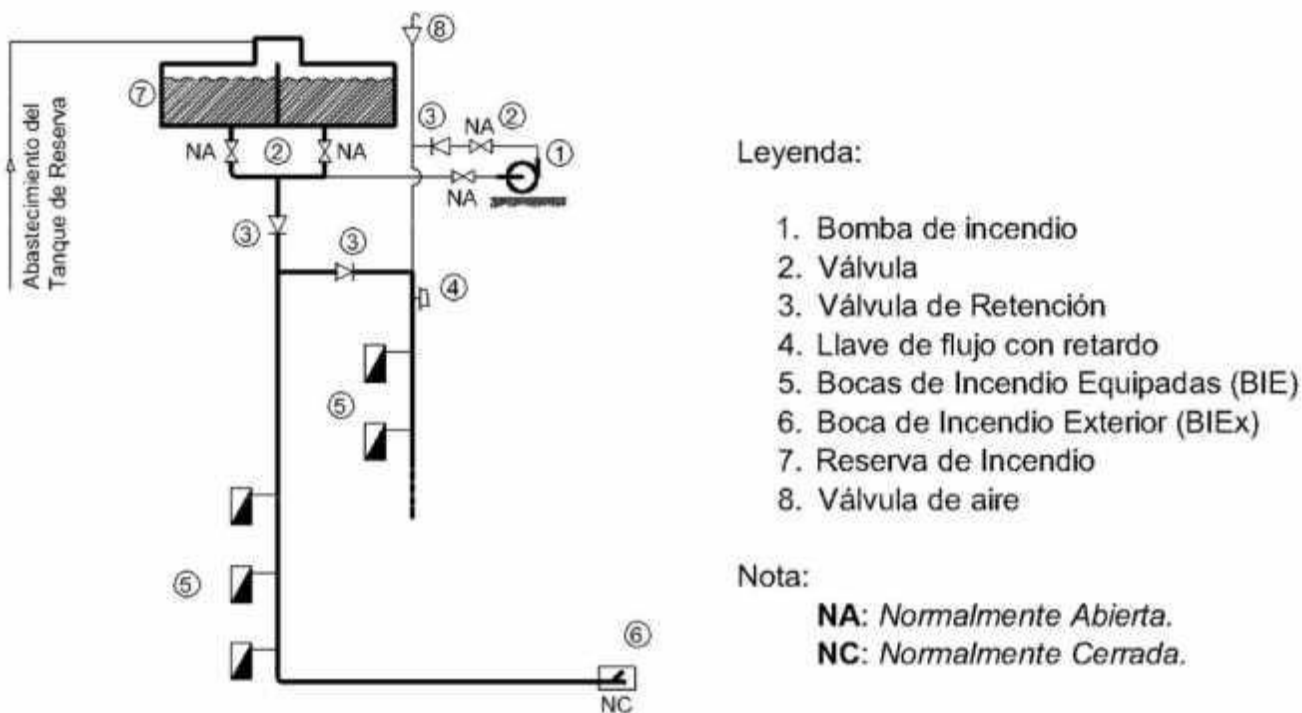 Abastecimiento del
Tanque de Reserva
7
NA
2
NA
8
3
NA
2
1
NA
3
3
4
5
5
6
NC
Leyenda:
1. Bomba de incendio
2. Válvula
3. Válvula de Retención
4. Llave de flujo con retardo
5. Bocas de Incendio Equipadas (BIE)
6. Boca de Incendio Exterior (BIEx)
7. Reserva de Incendio
8. Válvula de aire
Nota:
NA: Normalmente Abierta.
NC: Normalmente Cerrada.